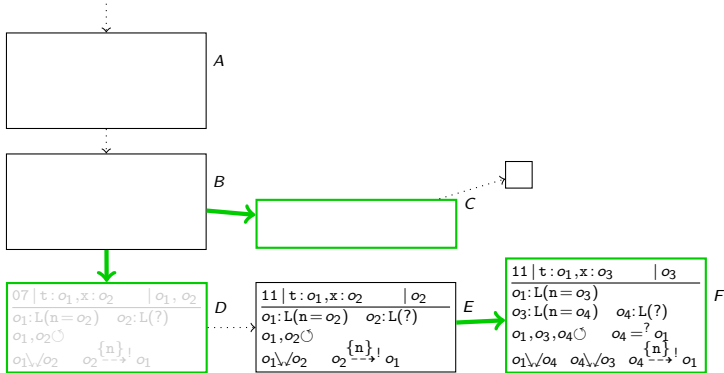 A
B
C
07 | t:o₁,x:o₂ | o₁, o₂
o₁:L(n=o₂) o₂:L(?)
o₁,o₂↺
o₁↘↙o₂ o₂ {n}⇢! o₁
D
11 | t:o₁,x:o₂ | o₂
o₁:L(n=o₂) o₂:L(?)
o₁,o₂↺
o₁↘↙o₂ o₂ {n}⇢! o₁
E
11 | t:o₁,x:o₃ | o₃
o₁:L(n=o₃)
o₃:L(n=o₄) o₄:L(?)
o₁,o₃,o₄↺ o₄ =? o₁
o₁↘↙o₄ o₄↘↙o₃ o₄ {n}⇢! o₁
F